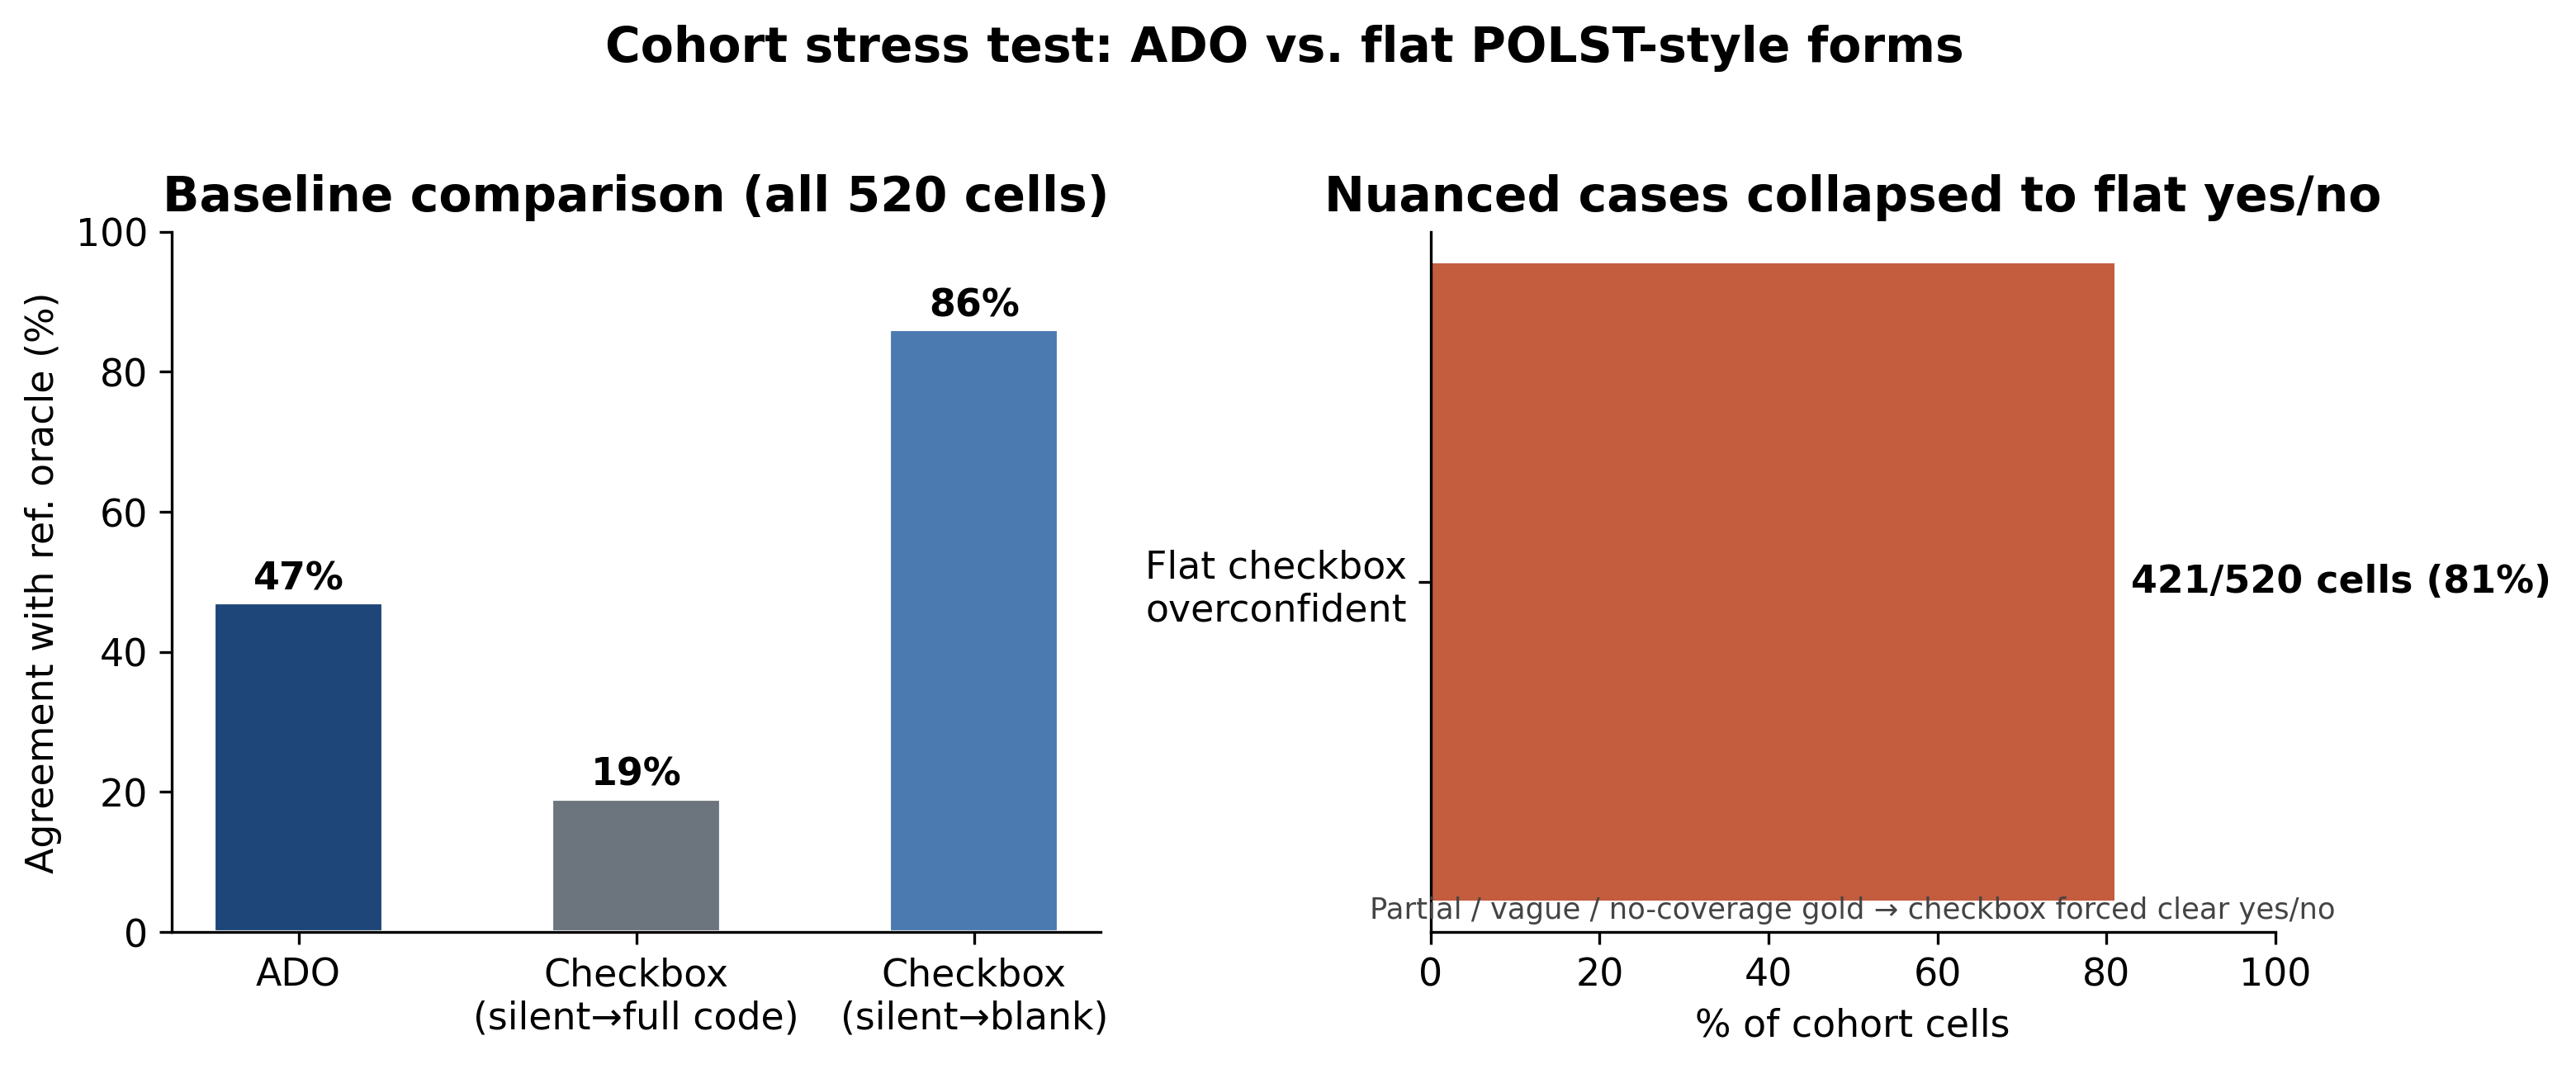 Cohort stress test: ADO vs. flat POLST-style forms
Baseline comparison (all 520 cells)
Agreement with ref. oracle (%)
100
80
60
40
20
0
47%
19%
86%
ADO
Checkbox
(silent→full code)
Checkbox
(silent→blank)
Nuanced cases collapsed to flat yes/no
Flat checkbox
overconfident
421/520 cells (81%)
Partial / vague / no-coverage gold → checkbox forced clear yes/no
0
20
40
60
80
100
% of cohort cells